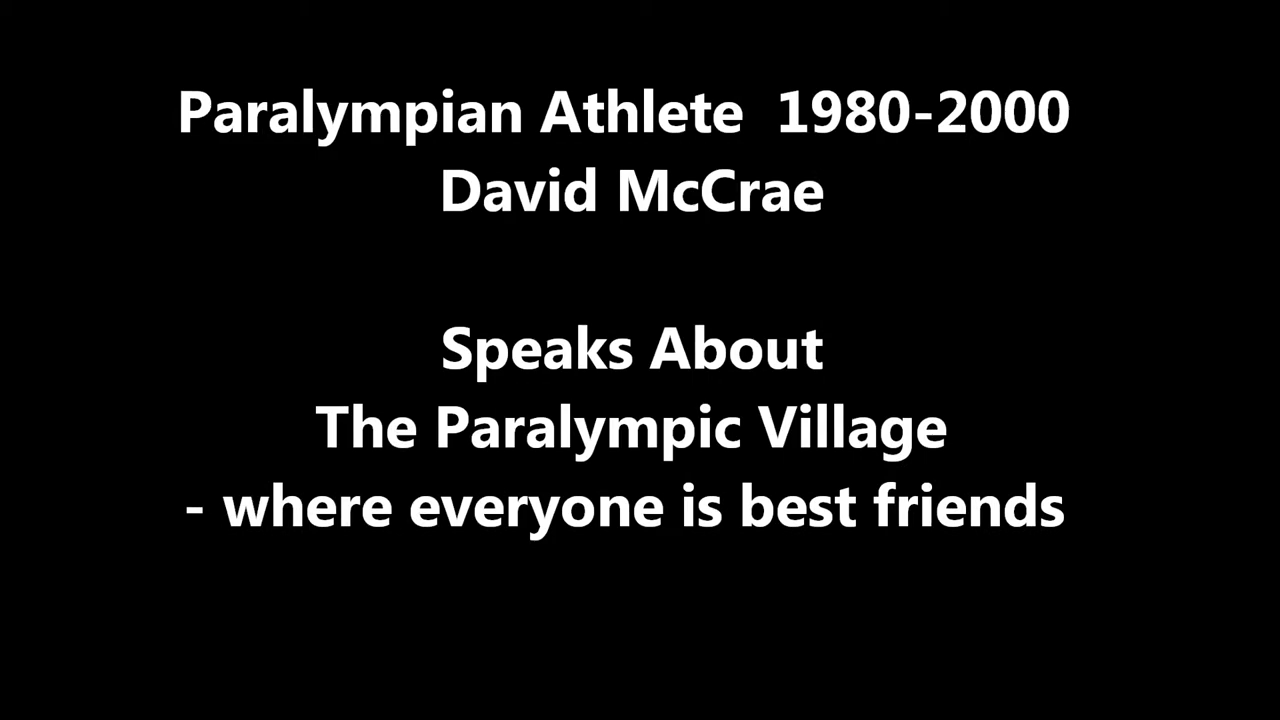 Paralympian Athlete  1980-2000
David McCrae
Speaks About
The Paralympic Village
- where everyone is best friends